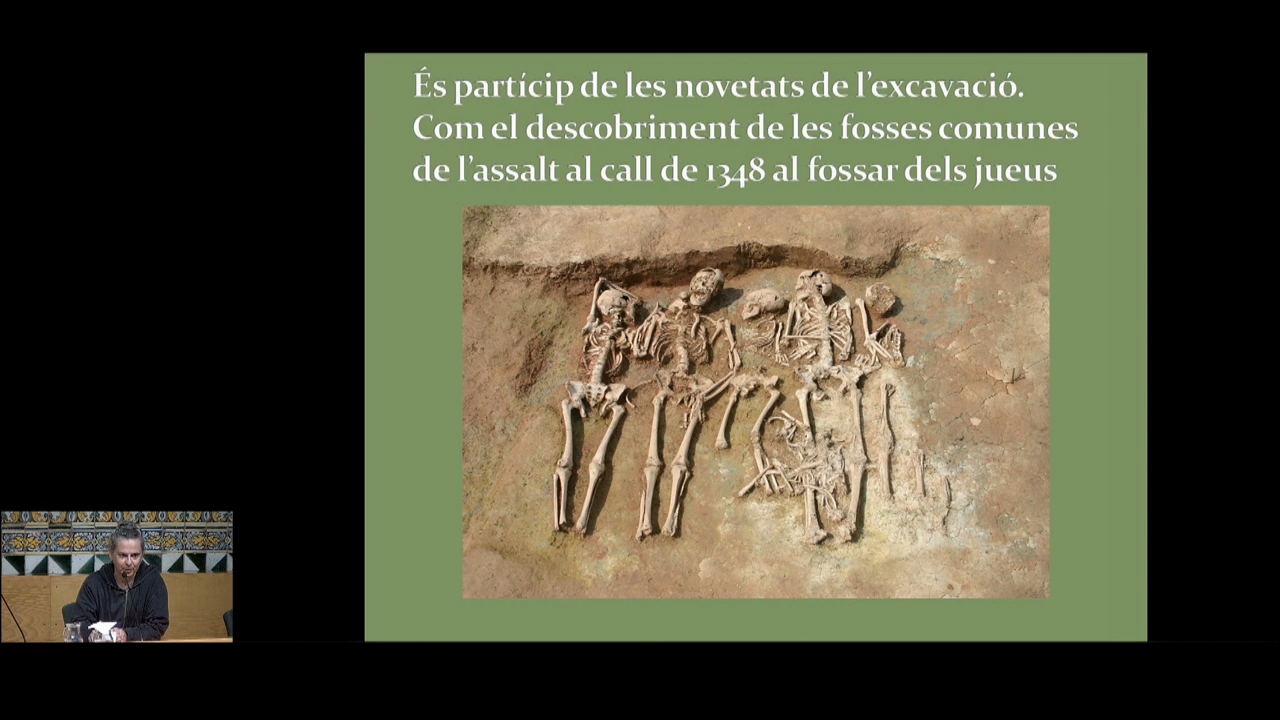 És partícip de les novetats de l'excavació.
Com el descobriment de les fosses comunes
de l'assalt al call de 1348 al fossar dels jueus